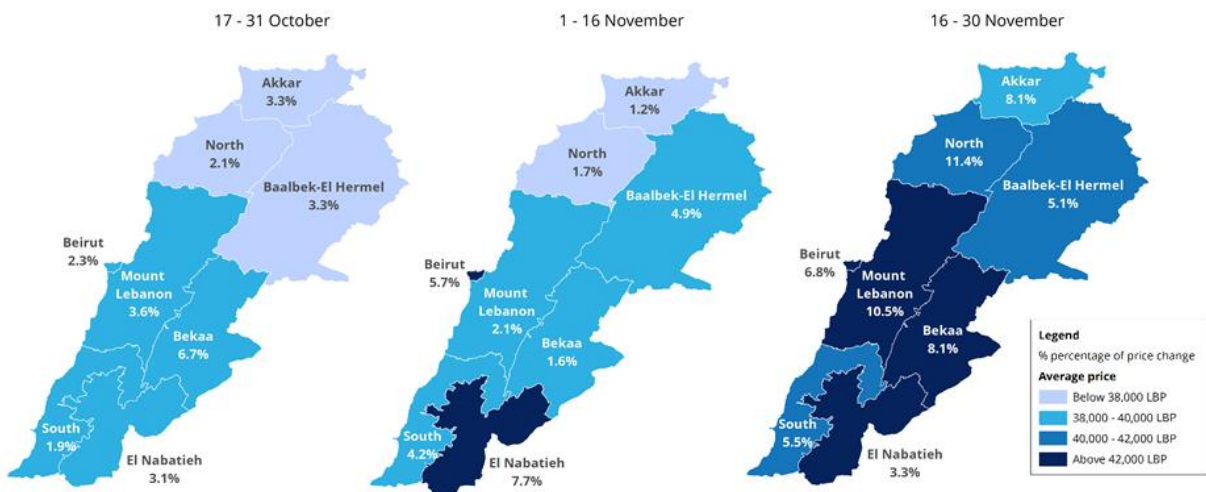 17 - 31 October
Akkar
3.3%
North
2.1%
Baalbek-El Hermel
3.3%
Beirut
2.3%
Mount
Lebanon
3.6%
Bekaa
6.7%
South
1.9%
El Nabatieh
3.1%
1 - 16 November
Akkar
1.2%
North
1.7%
Baalbek-El Hermel
4.9%
Beirut
5.7%
Mount
Lebanon
2.1%
Bekaa
1.6%
South
4.2%
El Nabatieh
7.7%
16 - 30 November
Akkar
8.1%
North
11.4%
Baalbek-El Hermel
5.1%
Beirut
6.8%
Mount
Lebanon
10.5%
Bekaa
8.1%
South
5.5%
El Nabatieh
3.3%
Legend
% percentage of price change
Average price
Below 38,000 LBP
38,000 - 40,000 LBP
40,000 - 42,000 LBP
Above 42,000 LBP